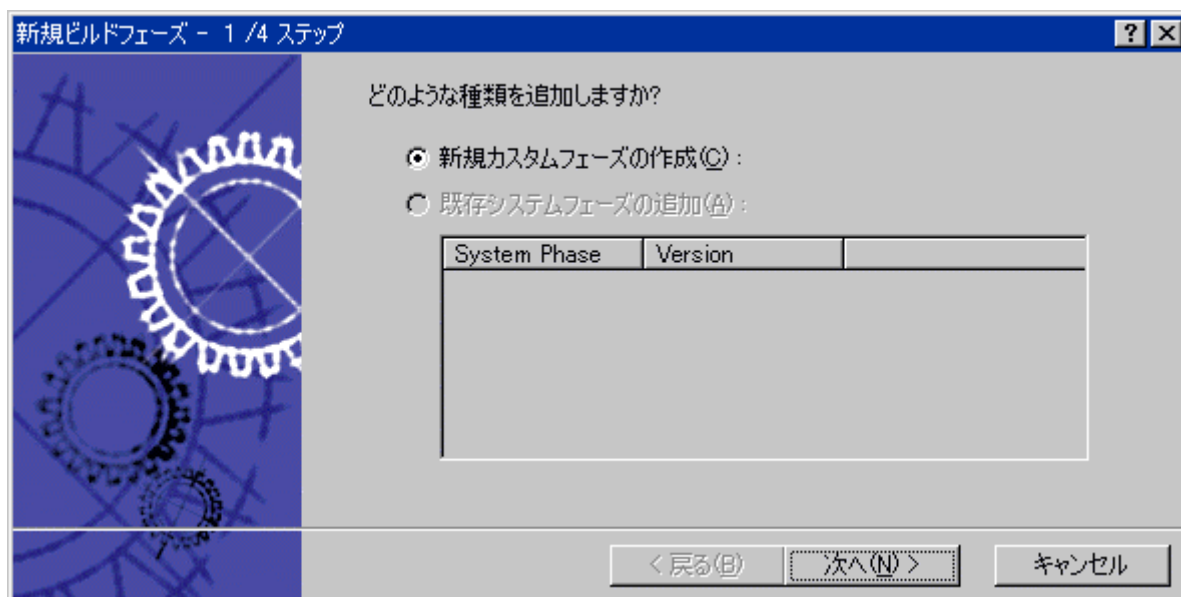 新規ビルドフェーズ - 1 /4 ステップ
どのような種類を追加しますか?
新規カスタムフェーズの作成(C) :
既存システムフェーズの追加(A) :
System Phase Version
< 戻る(B) 次へ(N) > キャンセル